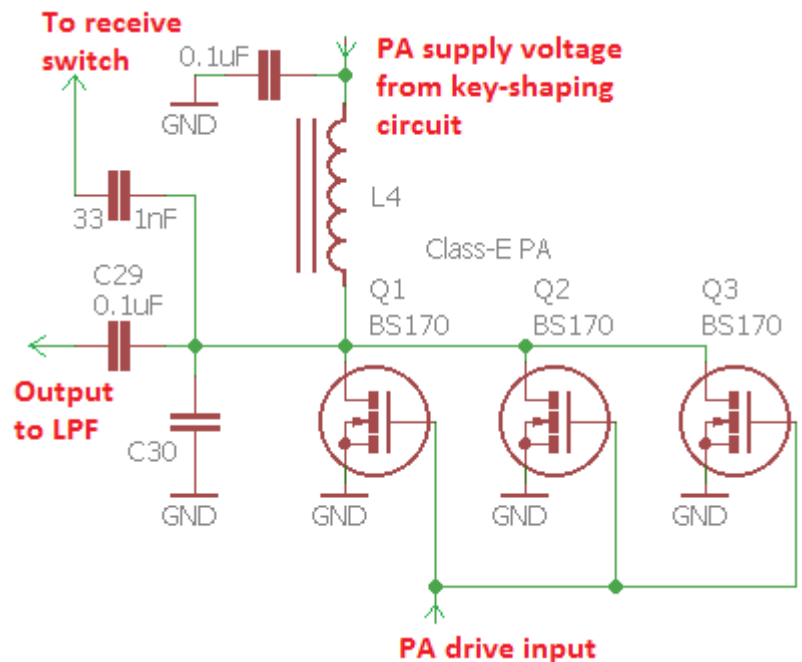 To receive
switch
0.1uF
PA supply voltage
from key-shaping
circuit
GND
33
1nF
L4
Class-E PA
C29
0.1uF
Q1
BS170
Q2
BS170
Q3
BS170
Output
to LPF
C30
GND
GND
GND
GND
PA drive input